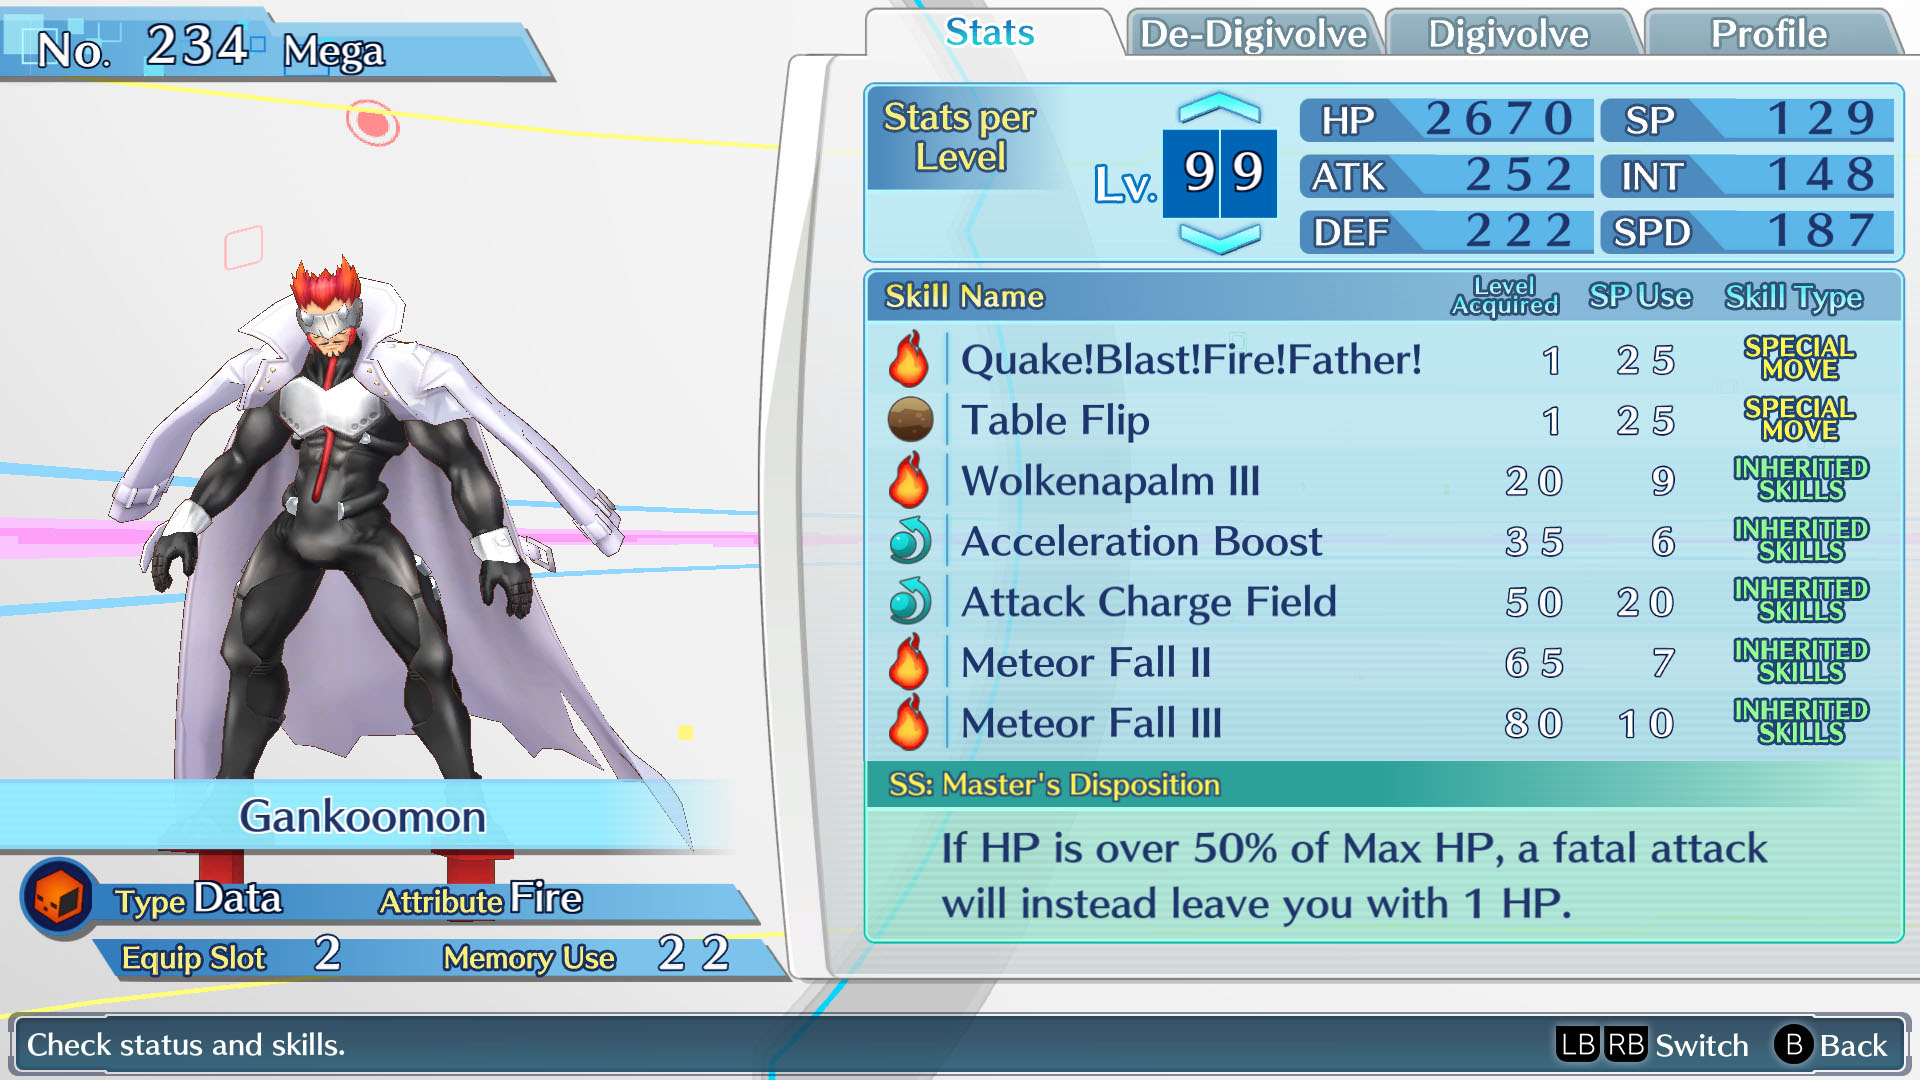 No. 234 Mega
Stats
De-Digivolve
Digivolve
Profile
Stats per
Level
Lv. 99
HP 2670
SP 129
ATK 252
INT 148
DEF 222
SPD 187
Skill Name
Level
Acquired
SP Use
Skill Type
Quake!Blast!Fire!Father! 1 25 SPECIAL
MOVE
Table Flip 1 25 SPECIAL
MOVE
Wolkenapalm III 20 9 INHERITED
SKILLS
Acceleration Boost 35 6 INHERITED
SKILLS
Attack Charge Field 50 20 INHERITED
SKILLS
Meteor Fall II 65 7 INHERITED
SKILLS
Meteor Fall III 80 10 INHERITED
SKILLS
SS: Master's Disposition
If HP is over 50% of Max HP, a fatal attack
will instead leave you with 1 HP.
Gankoomon
Type Data Attribute Fire
Equip Slot 2 Memory Use 22
Check status and skills.
LB RB Switch B Back